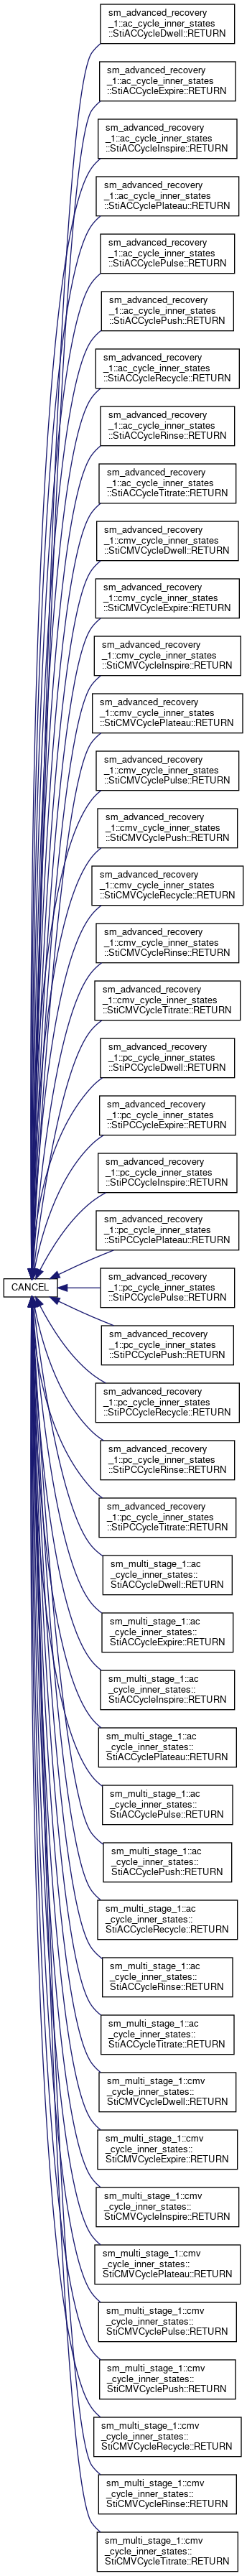 sm_advanced_recovery
_1::ac_cycle_inner_states
::StiACCycleDwell::RETURN
sm_advanced_recovery
_1::ac_cycle_inner_states
::StiACCycleExpire::RETURN
sm_advanced_recovery
_1::ac_cycle_inner_states
::StiACCycleInspire::RETURN
sm_advanced_recovery
_1::ac_cycle_inner_states
::StiACCyclePlateau::RETURN
sm_advanced_recovery
_1::ac_cycle_inner_states
::StiACCyclePulse::RETURN
sm_advanced_recovery
_1::ac_cycle_inner_states
::StiACCyclePush::RETURN
sm_advanced_recovery
_1::ac_cycle_inner_states
::StiACCycleRecycle::RETURN
sm_advanced_recovery
_1::ac_cycle_inner_states
::StiACCycleRinse::RETURN
sm_advanced_recovery
_1::ac_cycle_inner_states
::StiACCycleTitrate::RETURN
sm_advanced_recovery
_1::cmv_cycle_inner_states
::StiCMVCycleDwell::RETURN
sm_advanced_recovery
_1::cmv_cycle_inner_states
::StiCMVCycleExpire::RETURN
sm_advanced_recovery
_1::cmv_cycle_inner_states
::StiCMVCycleInspire::RETURN
sm_advanced_recovery
_1::cmv_cycle_inner_states
::StiCMVCyclePlateau::RETURN
sm_advanced_recovery
_1::cmv_cycle_inner_states
::StiCMVCyclePulse::RETURN
sm_advanced_recovery
_1::cmv_cycle_inner_states
::StiCMVCyclePush::RETURN
sm_advanced_recovery
_1::cmv_cycle_inner_states
::StiCMVCycleRecycle::RETURN
sm_advanced_recovery
_1::cmv_cycle_inner_states
::StiCMVCycleRinse::RETURN
sm_advanced_recovery
_1::cmv_cycle_inner_states
::StiCMVCycleTitrate::RETURN
sm_advanced_recovery
_1::pc_cycle_inner_states
::StiPCCycleDwell::RETURN
sm_advanced_recovery
_1::pc_cycle_inner_states
::StiPCCycleExpire::RETURN
sm_advanced_recovery
_1::pc_cycle_inner_states
::StiPCCycleInspire::RETURN
sm_advanced_recovery
_1::pc_cycle_inner_states
::StiPCCyclePlateau::RETURN
CANCEL
sm_advanced_recovery
_1::pc_cycle_inner_states
::StiPCCyclePulse::RETURN
sm_advanced_recovery
_1::pc_cycle_inner_states
::StiPCCyclePush::RETURN
sm_advanced_recovery
_1::pc_cycle_inner_states
::StiPCCycleRecycle::RETURN
sm_advanced_recovery
_1::pc_cycle_inner_states
::StiPCCycleRinse::RETURN
sm_advanced_recovery
_1::pc_cycle_inner_states
::StiPCCycleTitrate::RETURN
sm_multi_stage_1::ac
_cycle_inner_states::
StiACCycleDwell::RETURN
sm_multi_stage_1::ac
_cycle_inner_states::
StiACCycleExpire::RETURN
sm_multi_stage_1::ac
_cycle_inner_states::
StiACCycleInspire::RETURN
sm_multi_stage_1::ac
_cycle_inner_states::
StiACCyclePlateau::RETURN
sm_multi_stage_1::ac
_cycle_inner_states::
StiACCyclePulse::RETURN
sm_multi_stage_1::ac
_cycle_inner_states::
StiACCyclePush::RETURN
sm_multi_stage_1::ac
_cycle_inner_states::
StiACCycleRecycle::RETURN
sm_multi_stage_1::ac
_cycle_inner_states::
StiACCycleRinse::RETURN
sm_multi_stage_1::ac
_cycle_inner_states::
StiACCycleTitrate::RETURN
sm_multi_stage_1::cmv
_cycle_inner_states::
StiCMVCycleDwell::RETURN
sm_multi_stage_1::cmv
_cycle_inner_states::
StiCMVCycleExpire::RETURN
sm_multi_stage_1::cmv
_cycle_inner_states::
StiCMVCycleInspire::RETURN
sm_multi_stage_1::cmv
_cycle_inner_states::
StiCMVCyclePlateau::RETURN
sm_multi_stage_1::cmv
_cycle_inner_states::
StiCMVCyclePulse::RETURN
sm_multi_stage_1::cmv
_cycle_inner_states::
StiCMVCyclePush::RETURN
sm_multi_stage_1::cmv
_cycle_inner_states::
StiCMVCycleRecycle::RETURN
sm_multi_stage_1::cmv
_cycle_inner_states::
StiCMVCycleRinse::RETURN
sm_multi_stage_1::cmv
_cycle_inner_states::
StiCMVCycleTitrate::RETURN